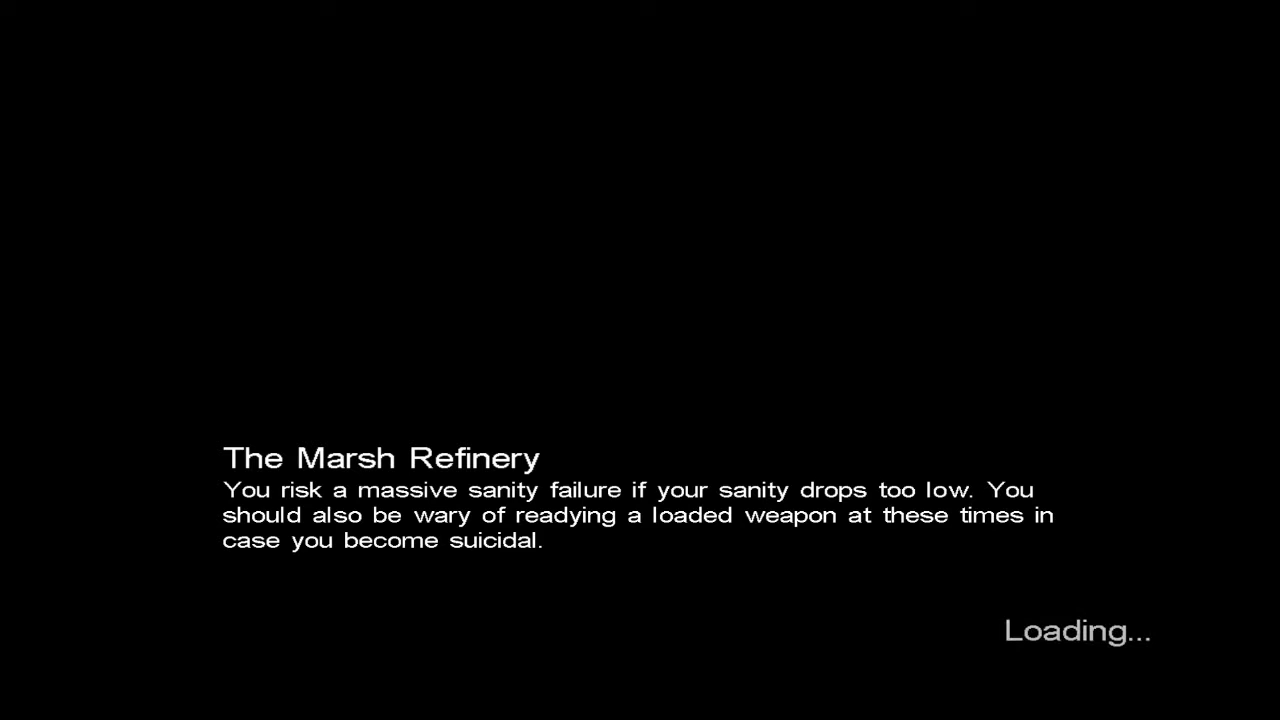 The Marsh Refinery
You risk a massive sanity failure if your sanity drops too low. You
should also be wary of readying a loaded weapon at these times in
case you become suicidal.
Loading...